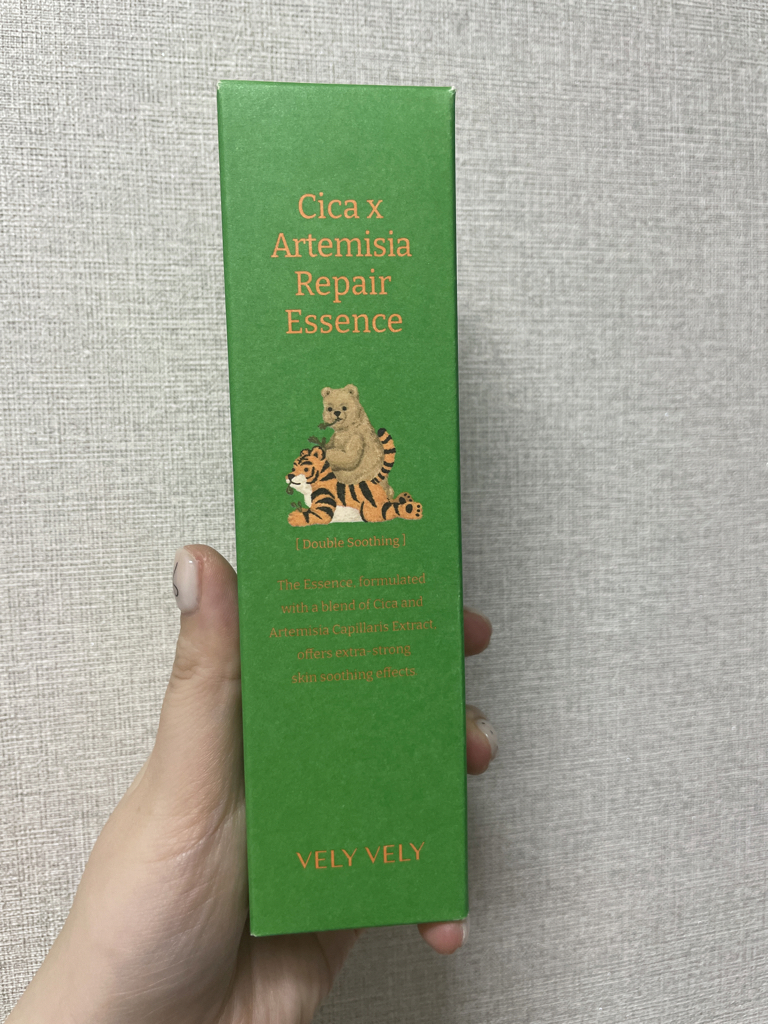 Cica x
Artemisia
Repair
Essence
[ Double Soothing ]
The Essence, formulated
with a blend of Cica and
Artemisia Capillaris Extract
offers extra-strong
skin soothing effects
VELY VELY